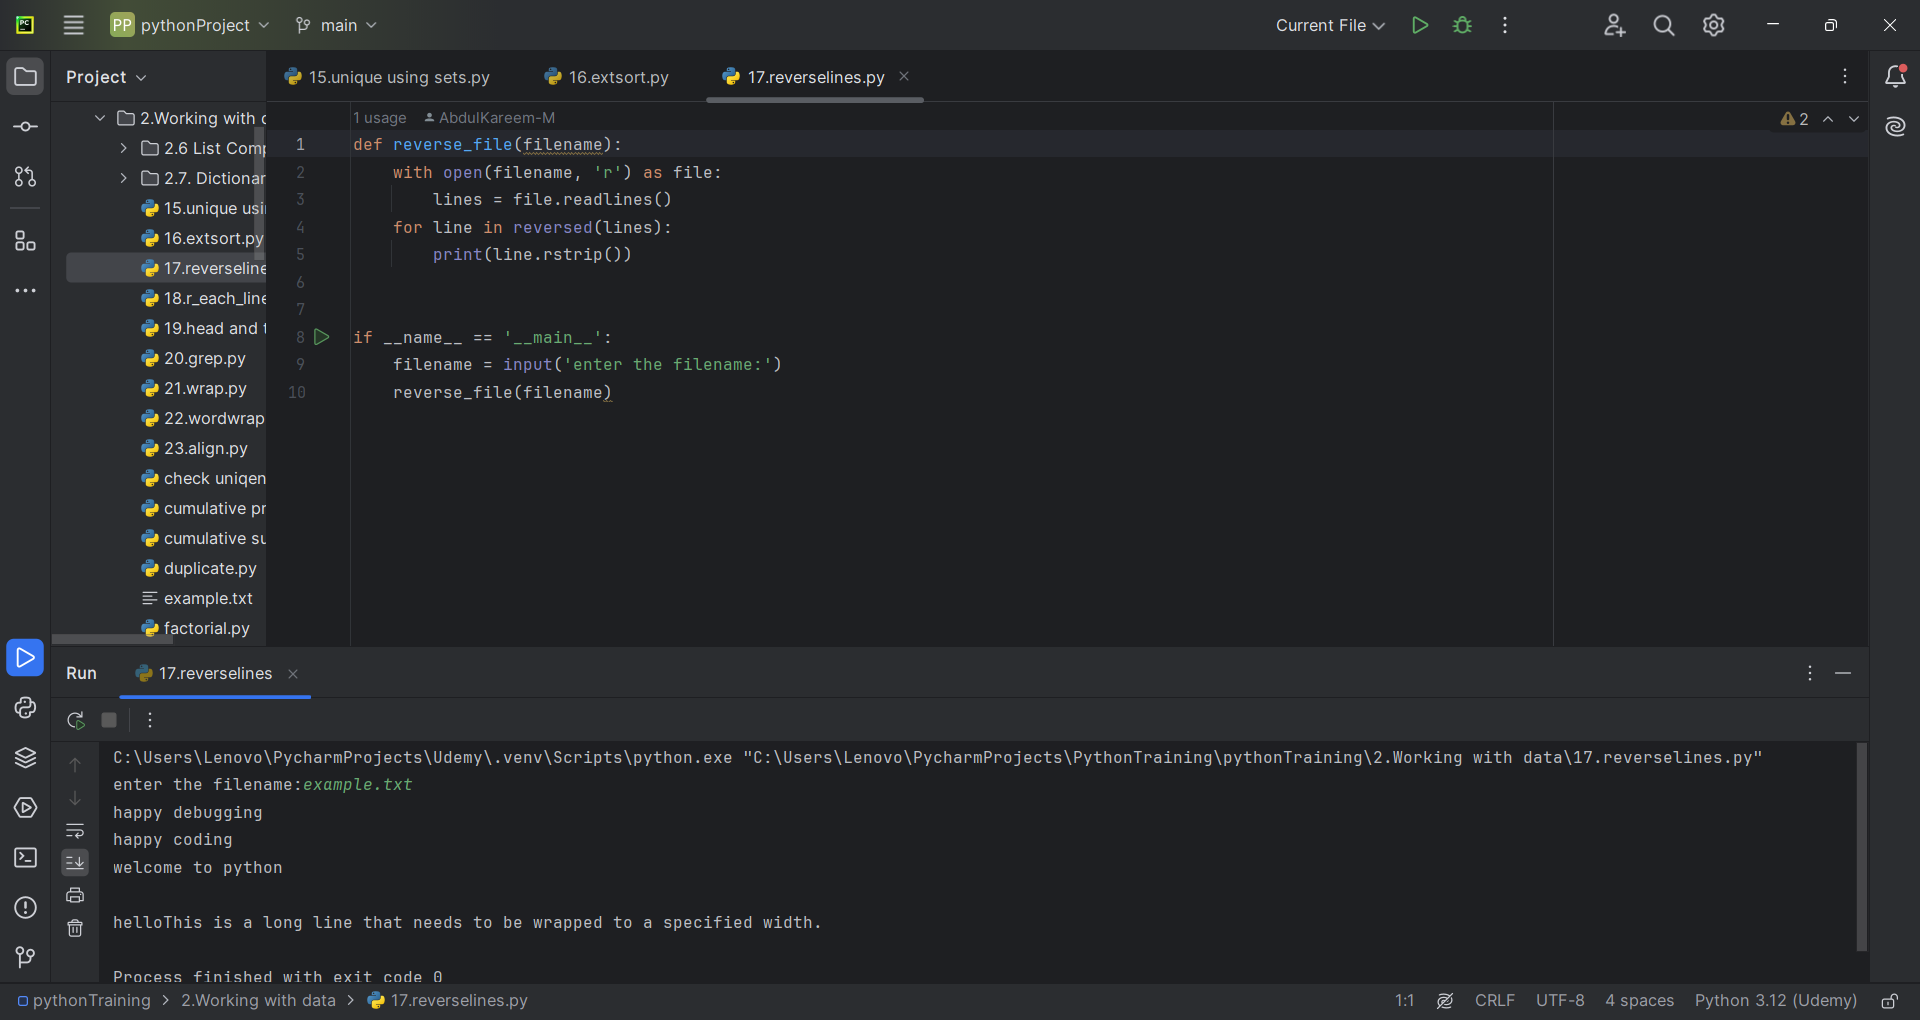 PC
PP pythonProject
main
Current File
Project
15.unique using sets.py
16.extsort.py
17.reverselines.py
2.Working with
2.6 List Comp
2.7. Dictionar
15.unique usi
16.extsort.py
17.reverseline
18.r_each_line
19.head and
20.grep.py
21.wrap.py
22.wordwrap
23.align.py
check uniqen
cumulative pr
cumulative su
duplicate.py
example.txt
factorial.py
1 usage AbdulKareem-M
2
1 def reverse_file(filename):
2 with open(filename, 'r') as file:
3 lines = file.readlines()
4 for line in reversed(lines):
5 print(line.rstrip())
6
7
8 if __name__ == '__main__':
9 filename = input('enter the filename:')
10 reverse_file(filename)
Run
17.reverselines
C:\Users\Lenovo\PycharmProjects\Udemy\.venv\Scripts\python.exe "C:\Users\Lenovo\PycharmProjects\PythonTraining\pythonTraining\2.Working with data\17.reverselines.py"
enter the filename:example.txt
happy debugging
happy coding
welcome to python
helloThis is a long line that needs to be wrapped to a specified width.
Process finished with exit code 0
pythonTraining > 2.Working with data > 17.reverselines.py
1:1
CRLF
UTF-8
4 spaces
Python 3.12 (Udemy)